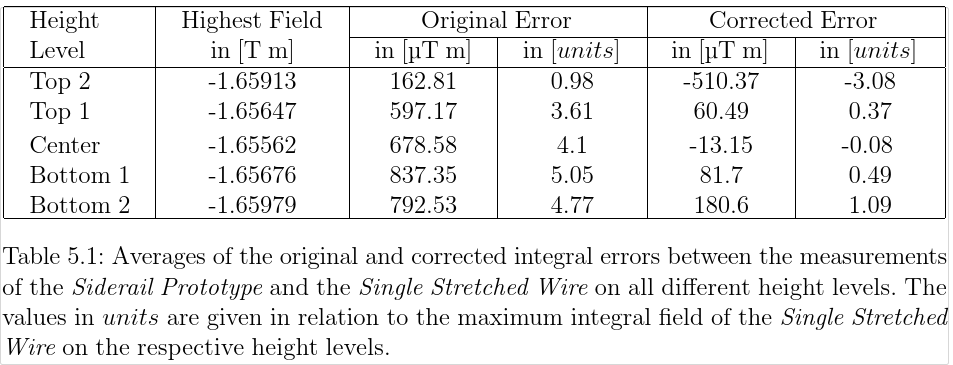 Height Highest Field Original Error Corrected Error
Level in [T m] in [µT m] in [units] in [µT m] in [units]
Top 2 -1.65913 162.81 0.98 -510.37 -3.08
Top 1 -1.65647 597.17 3.61 60.49 0.37
Center -1.65562 678.58 4.1 -13.15 -0.08
Bottom 1 -1.65676 837.35 5.05 81.7 0.49
Bottom 2 -1.65979 792.53 4.77 180.6 1.09
Table 5.1: Averages of the original and corrected integral errors between the measurements
of the Siderail Prototype and the Single Stretched Wire on all different height levels. The
values in units are given in relation to the maximum integral field of the Single Stretched
Wire on the respective height levels.